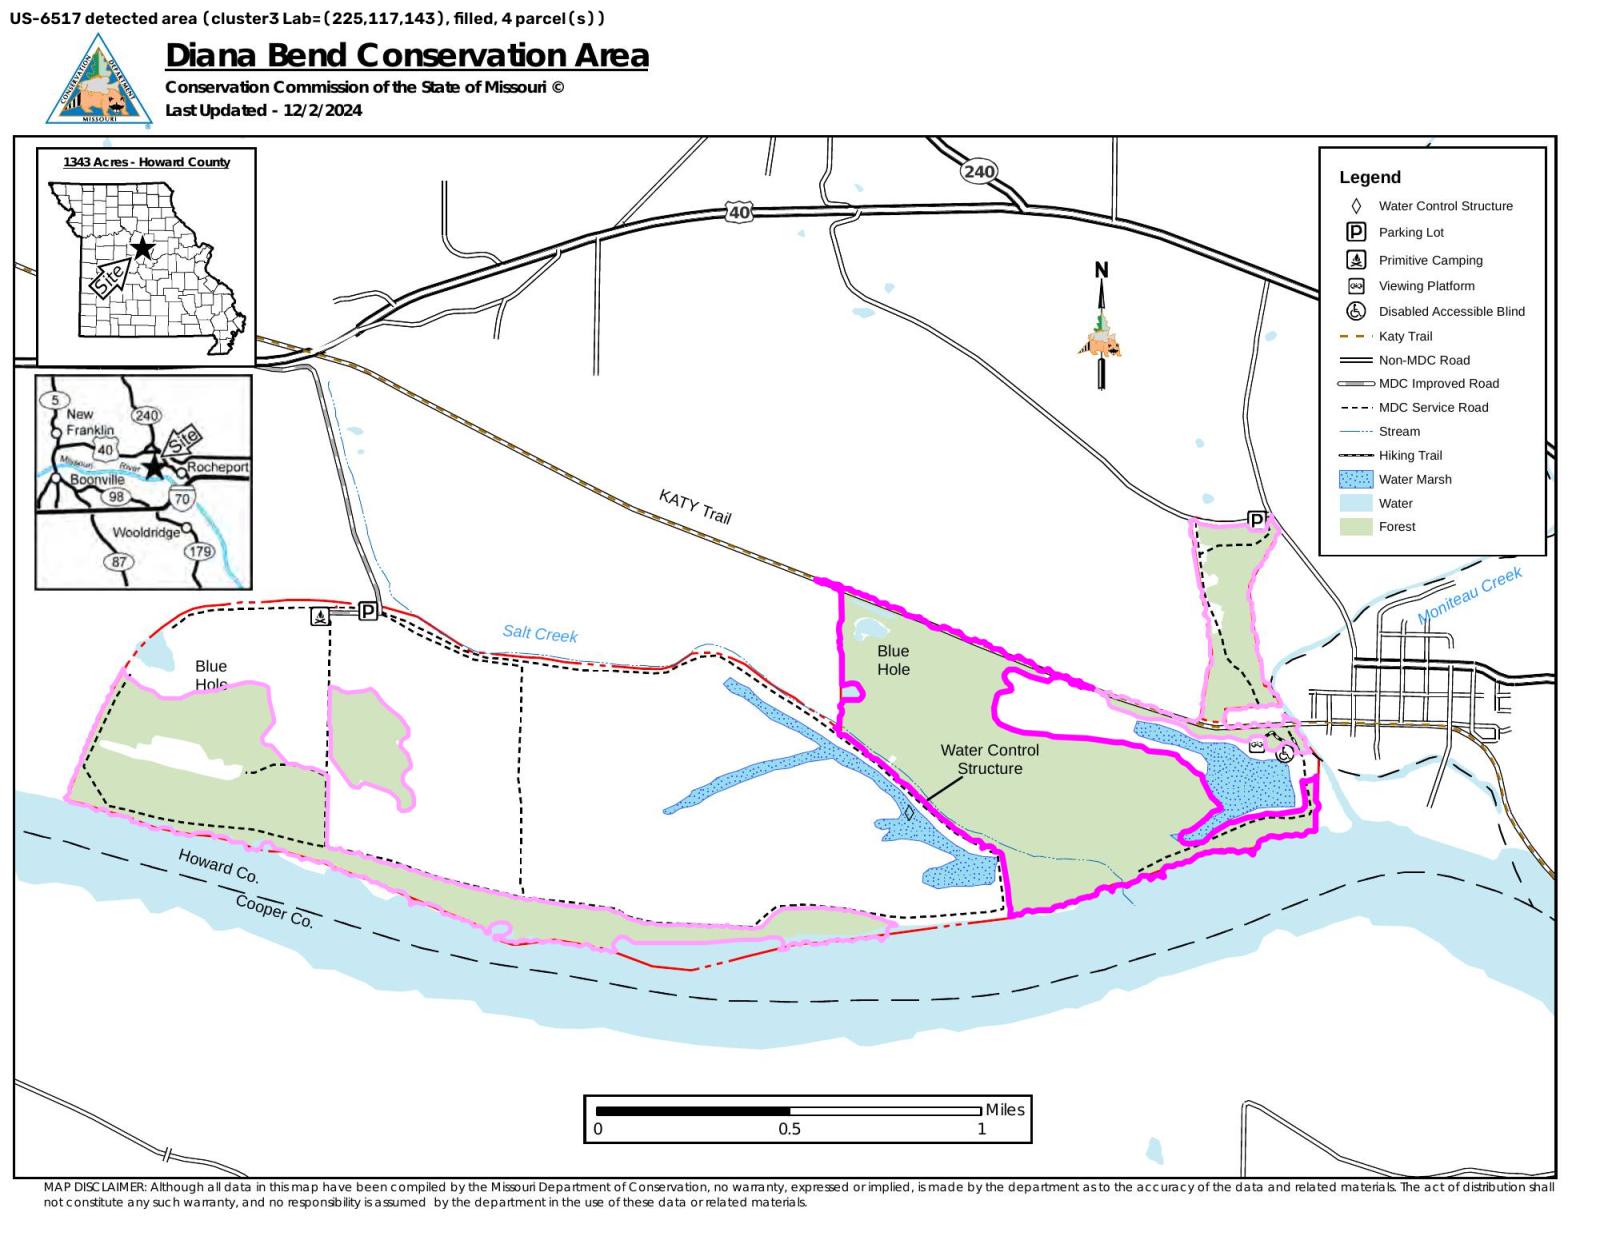 US-6517 detected area (cluster3 Lab=(225,117,143), filled, 4 parcel(s))
Diana Bend Conservation Area
Conservation Commission of the State of Missouri ©
Last Updated - 12/2/2024
CONSERVATION DEPARTMENT
MISSOURI
®
1343 Acres - Howard County
Site
5
New
Franklin
240
40
Site
Missouri River
Rocheport
Boonville
98
70
Wooldridge
87
179
240
40
N
Legend
Water Control Structure
P Parking Lot
Primitive Camping
Viewing Platform
Disabled Accessible Blind
Katy Trail
Non-MDC Road
MDC Improved Road
MDC Service Road
Stream
Hiking Trail
Water Marsh
Water
Forest
KATY Trail
P
Moniteau Creek
P
Salt Creek
Blue
Hole
Blue
Hole
Water Control
Structure
Howard Co.
Cooper Co.
Miles
0 0.5 1
MAP DISCLAIMER: Although all data in this map have been compiled by the Missouri Department of Conservation, no warranty, expressed or implied, is made by the department as to the accuracy of the data and related materials. The act of distribution shall
not constitute any such warranty, and no responsibility is assumed by the department in the use of these data or related materials.